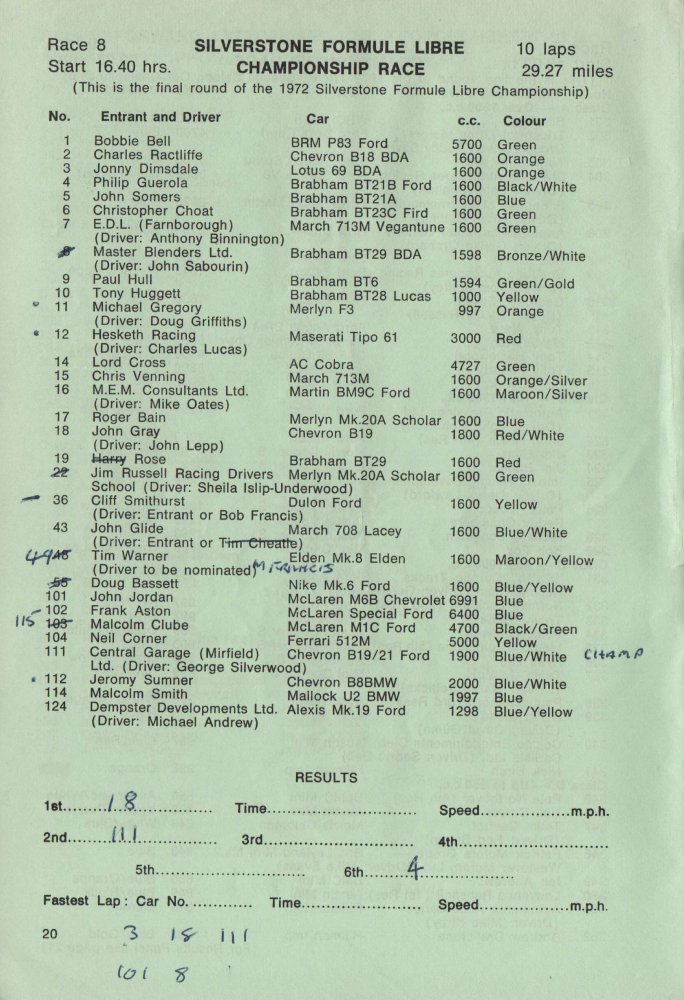 Race 8 SILVERSTONE FORMULE LIBRE 10 laps
Start 16.40 hrs. CHAMPIONSHIP RACE 29.27 miles
(This is the final round of the 1972 Silverstone Formule Libre Championship)
No. Entrant and Driver Car c.c. Colour
1 Bobbie Bell BRM P83 Ford 5700 Green
2 Charles Ractliffe Chevron B18 BDA 1600 Orange
3 Jonny Dimsdale Lotus 69 BDA 1600 Orange
4 Philip Guerola Brabham BT21B Ford 1600 Black/White
5 John Somers Brabham BT21A 1600 Blue
6 Christopher Choat Brabham BT23C Fird 1600 Green
7 E.D.L. (Farnborough) March 713M Vegantune 1600 Green
(Driver: Anthony Binnington)
8 Master Blenders Ltd. Brabham BT29 BDA 1598 Bronze/White
(Driver: John Sabourin)
9 Paul Hull Brabham BT6 1594 Green/Gold
10 Tony Huggett Brabham BT28 Lucas 1000 Yellow
11 Michael Gregory Merlyn F3 997 Orange
(Driver: Doug Griffiths)
12 Hesketh Racing Maserati Tipo 61 3000 Red
(Driver: Charles Lucas)
14 Lord Cross AC Cobra 4727 Green
15 Chris Venning March 713M 1600 Orange/Silver
16 M.E.M. Consultants Ltd. Martin BM9C Ford 1600 Maroon/Silver
(Driver: Mike Oates)
17 Roger Bain Merlyn Mk.20A Scholar 1600 Blue
18 John Gray Chevron B19 1800 Red/White
(Driver: John Lepp)
19 Harry Rose Brabham BT29 1600 Red
22 Jim Russell Racing Drivers Merlyn Mk.20A Scholar 1600 Green
School (Driver: Sheila Islip-Underwood)
36 Cliff Smithurst Dulon Ford 1600 Yellow
(Driver: Entrant or Bob Francis)
43 John Glide March 708 Lacey 1600 Blue/White
(Driver: Entrant or Tim Cheatle)
49 48 Tim Warner Elden Mk.8 Elden 1600 Maroon/Yellow
(Driver to be nominated) M FRANCIS
55 Doug Bassett Nike Mk.6 Ford 1600 Blue/Yellow
101 John Jordan McLaren M6B Chevrolet 6991 Blue
102 Frank Aston McLaren Special Ford 6400 Blue
115 103 Malcolm Clube McLaren M1C Ford 4700 Black/Green
104 Neil Corner Ferrari 512M 5000 Yellow
111 Central Garage (Mirfield) Chevron B19/21 Ford 1900 Blue/White CHAMP
Ltd. (Driver: George Silverwood)
112 Jeromy Sumner Chevron B8BMW 2000 Blue/White
114 Malcolm Smith Mallock U2 BMW 1997 Blue
124 Dempster Developments Ltd. Alexis Mk.19 Ford 1298 Blue/Yellow
(Driver: Michael Andrew)
RESULTS
1st.........18................ Time.............................. Speed................m.p.h.
2nd........111............... 3rd............................... 4th...............................
5th.............................. 6th........4..................
Fastest Lap: Car No. ............ Time........................ Speed................m.p.h.
20 3 18 111
101 8